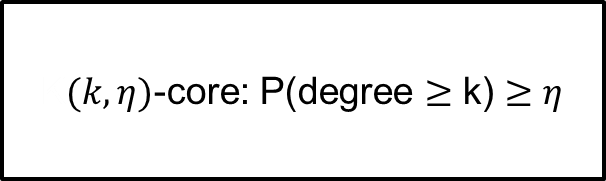 (𝑘, 𝜂)-core: P(degree ≥ k) ≥ 𝜂